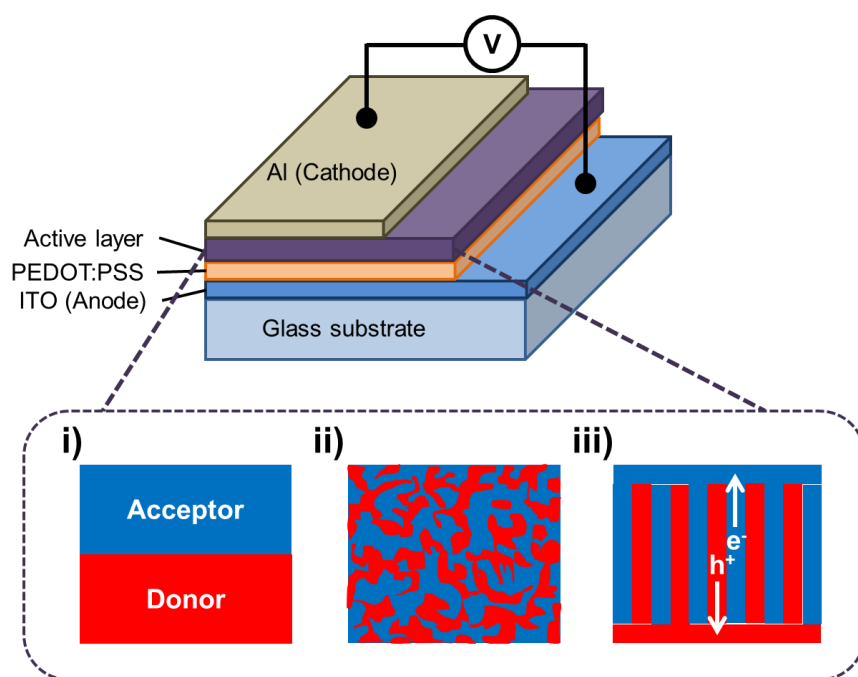 V
Al (Cathode)
Active layer
PEDOT:PSS
ITO (Anode)
Glass substrate
i)
ii)
iii)
Acceptor
Donor
e⁻
h⁺